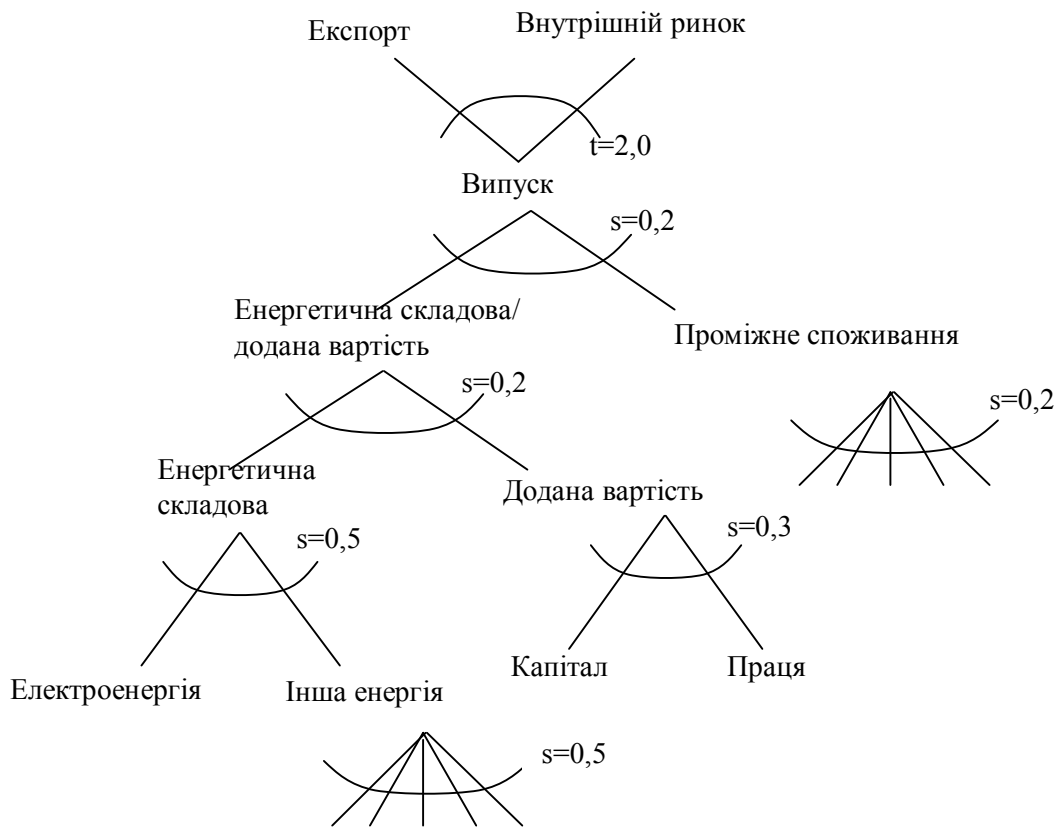 Експорт
Внутрішній ринок
t=2,0
Випуск
s=0,2
Енергетична складова/
додана вартість
Проміжне споживання
s=0,2
s=0,2
Енергетична
складова
Додана вартість
s=0,5
s=0,3
Електроенергія
Інша енергія
Капітал
Праця
s=0,5